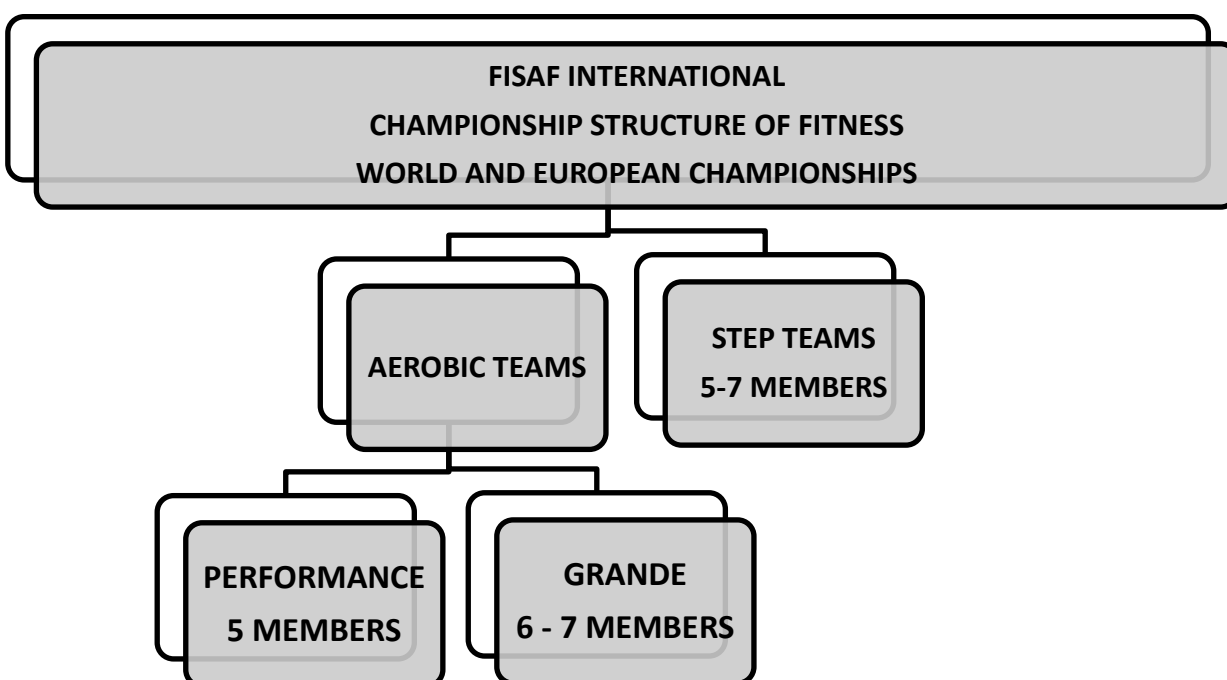 FISAF INTERNATIONAL
CHAMPIONSHIP STRUCTURE OF FITNESS
WORLD AND EUROPEAN CHAMPIONSHIPS
AEROBIC TEAMS
STEP TEAMS
5-7 MEMBERS
PERFORMANCE
5 MEMBERS
GRANDE
6 - 7 MEMBERS